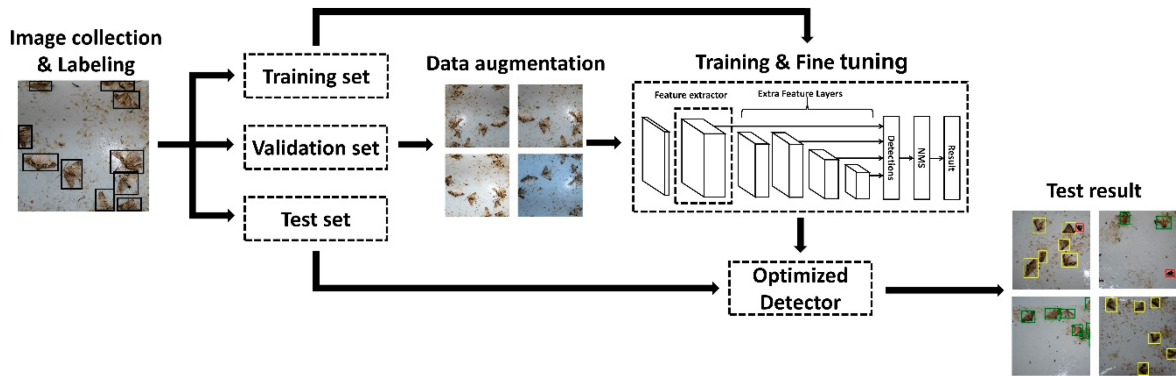 Image collection
& Labeling
Training set
Validation set
Test set
Data augmentation
Training & Fine tuning
Feature extractor
Extra Feature Layers
Detections
NMS
Result
Optimized
Detector
Test result